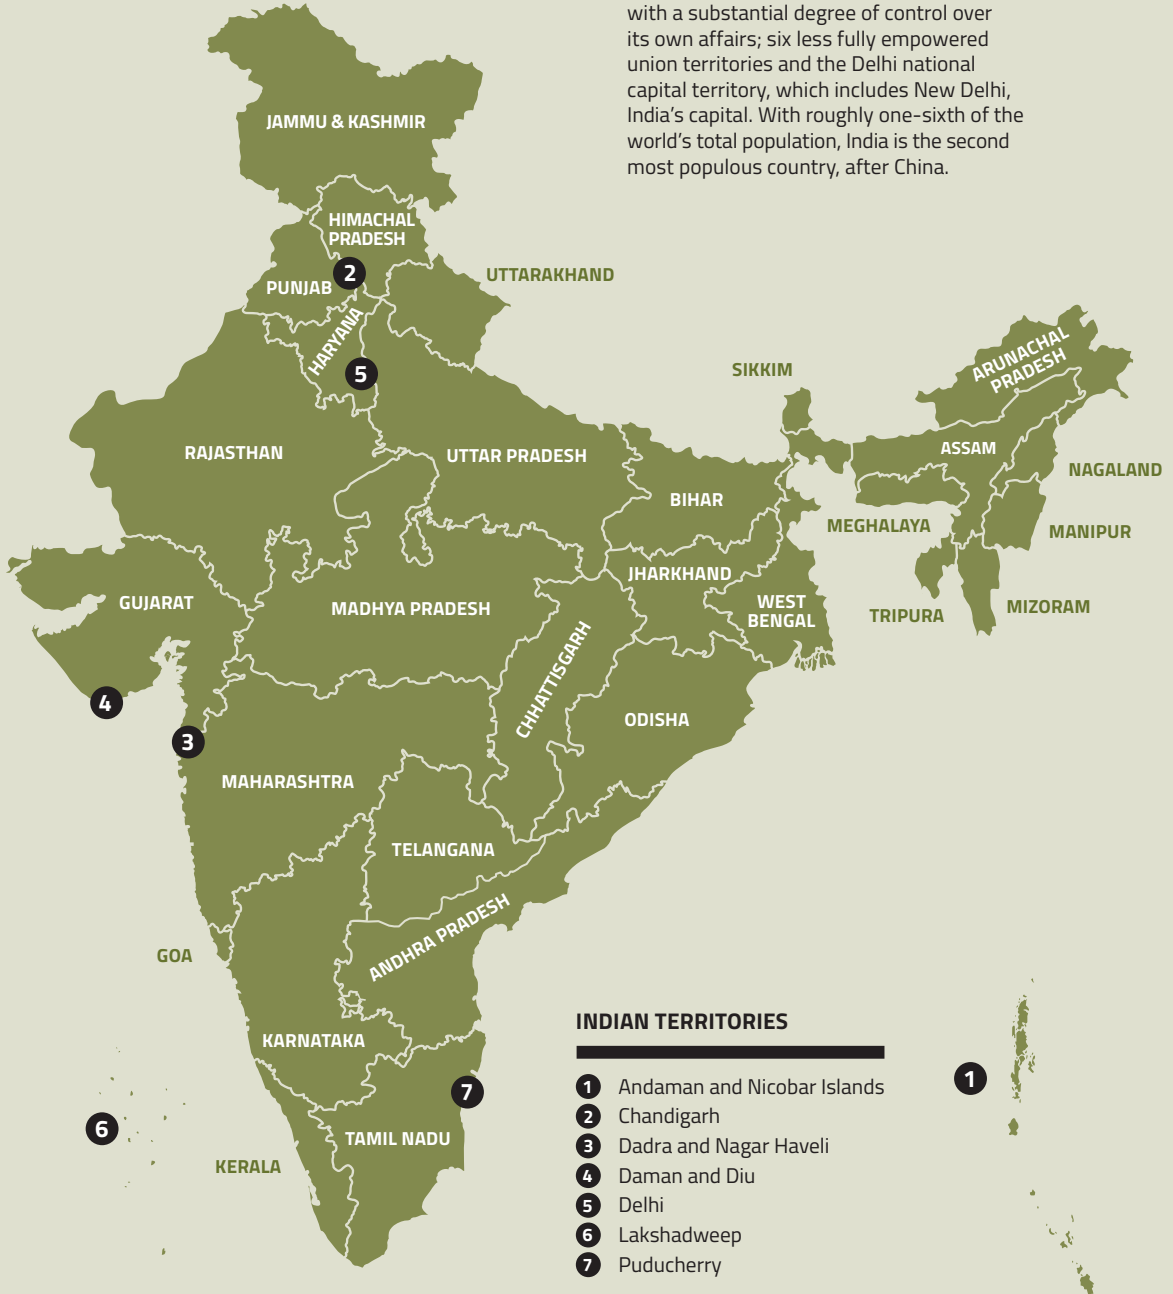 with a substantial degree of control over
its own affairs; six less fully empowered
union territories and the Delhi national
capital territory, which includes New Delhi,
India’s capital. With roughly one-sixth of the
world’s total population, India is the second
most populous country, after China.
JAMMU & KASHMIR
HIMACHAL
PRADESH
2
PUNJAB
UTTARAKHAND
HARYANA
5
SIKKIM
ARUNACHAL
PRADESH
RAJASTHAN
UTTAR PRADESH
ASSAM
NAGALAND
BIHAR
MEGHALAYA
MANIPUR
JHARKHAND
GUJARAT
MADHYA PRADESH
WEST
BENGAL
TRIPURA
MIZORAM
CHHATTISGARH
4
ODISHA
3
MAHARASHTRA
TELANGANA
ANDHRA PRADESH
GOA
KARNATAKA
7
6
TAMIL NADU
KERALA
1
INDIAN TERRITORIES
1 Andaman and Nicobar Islands
2 Chandigarh
3 Dadra and Nagar Haveli
4 Daman and Diu
5 Delhi
6 Lakshadweep
7 Puducherry